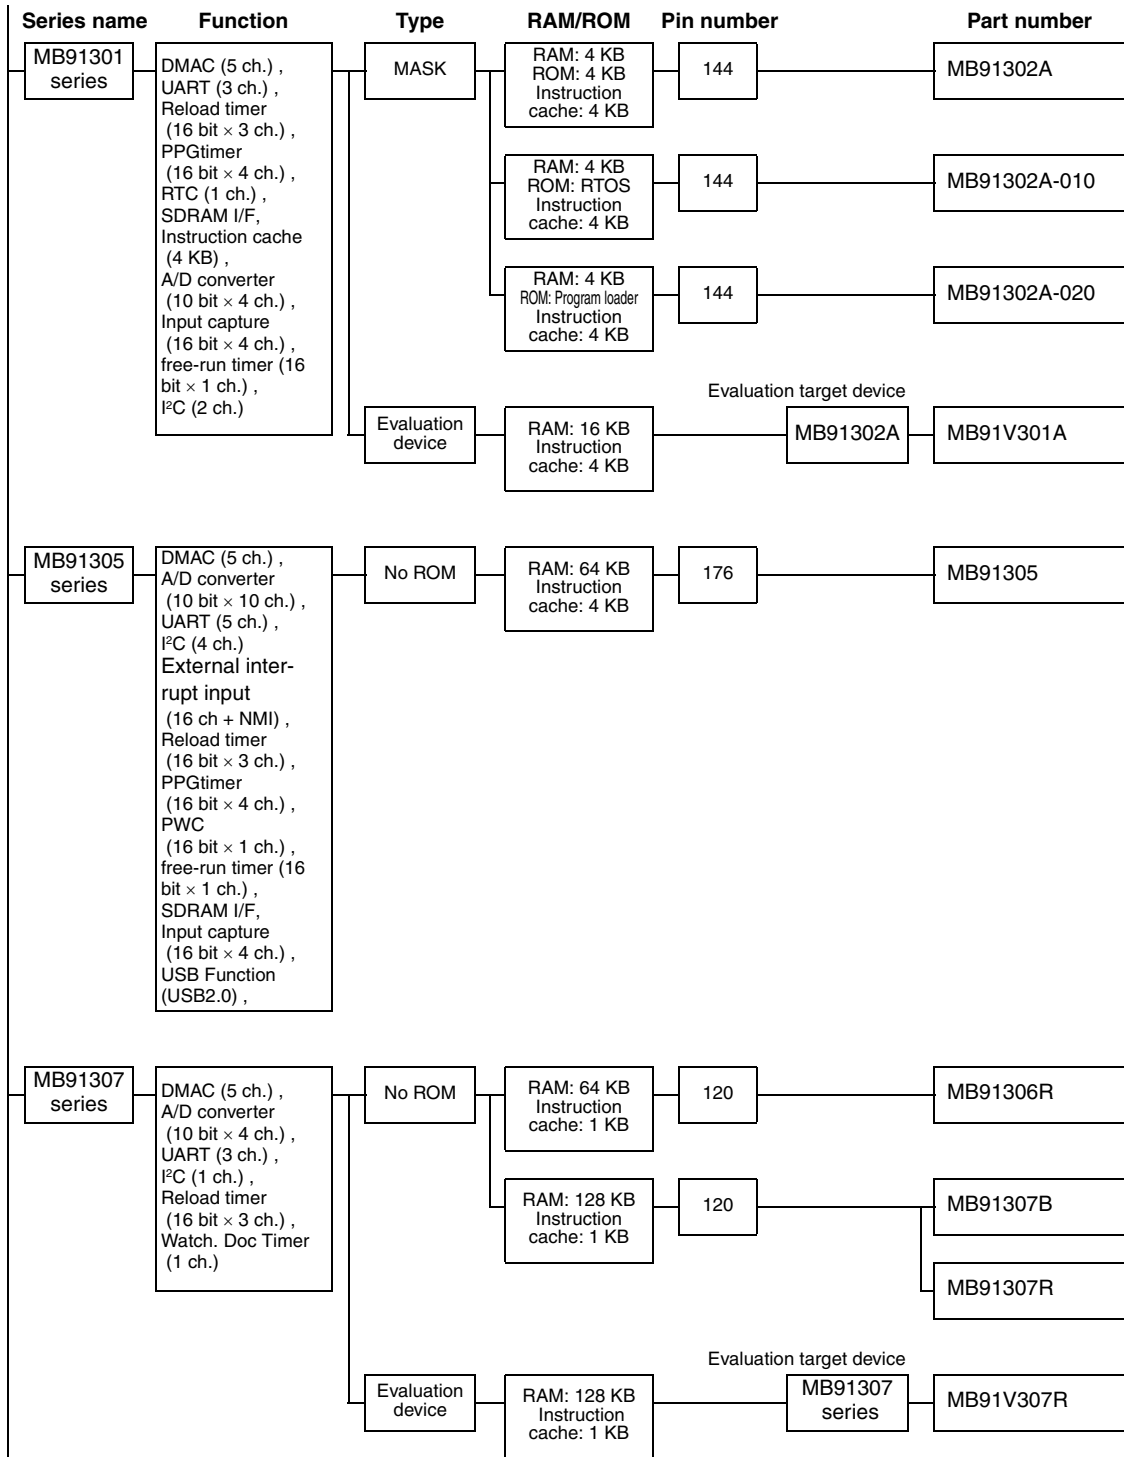 Series name Function Type RAM/ROM Pin number Part number
MB91301
series
DMAC (5 ch.) ,
UART (3 ch.) ,
Reload timer
(16 bit × 3 ch.) ,
PPGtimer
(16 bit × 4 ch.) ,
RTC (1 ch.) ,
SDRAM I/F,
Instruction cache
(4 KB) ,
A/D converter
(10 bit × 4 ch.) ,
Input capture
(16 bit × 4 ch.) ,
free-run timer (16
bit × 1 ch.) ,
I²C (2 ch.)
MASK
RAM: 4 KB
ROM: 4 KB
Instruction
cache: 4 KB
144
MB91302A
RAM: 4 KB
ROM: RTOS
Instruction
cache: 4 KB
144
MB91302A-010
RAM: 4 KB
ROM: Program loader
Instruction
cache: 4 KB
144
MB91302A-020
Evaluation
device
RAM: 16 KB
Instruction
cache: 4 KB
Evaluation target device
MB91302A
MB91V301A
MB91305
series
DMAC (5 ch.) ,
A/D converter
(10 bit × 10 ch.) ,
UART (5 ch.) ,
I²C (4 ch.)
External inter-
rupt input
(16 ch + NMI) ,
Reload timer
(16 bit × 3 ch.) ,
PPGtimer
(16 bit × 4 ch.) ,
PWC
(16 bit × 1 ch.) ,
free-run timer (16
bit × 1 ch.) ,
SDRAM I/F,
Input capture
(16 bit × 4 ch.) ,
USB Function
(USB2.0) ,
No ROM
RAM: 64 KB
Instruction
cache: 4 KB
176
MB91305
MB91307
series
DMAC (5 ch.) ,
A/D converter
(10 bit × 4 ch.) ,
UART (3 ch.) ,
I²C (1 ch.) ,
Reload timer
(16 bit × 3 ch.) ,
Watch. Doc Timer
(1 ch.)
No ROM
RAM: 64 KB
Instruction
cache: 1 KB
120
MB91306R
RAM: 128 KB
Instruction
cache: 1 KB
120
MB91307B
MB91307R
Evaluation
device
RAM: 128 KB
Instruction
cache: 1 KB
Evaluation target device
MB91307
series
MB91V307R